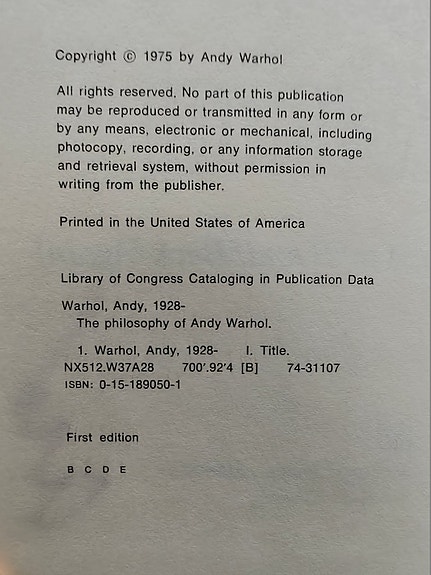 Copyright © 1975 by Andy Warhol
All rights reserved. No part of this publication
may be reproduced or transmitted in any form or
by any means, electronic or mechanical, including
photocopy, recording, or any information storage
and retrieval system, without permission in
writing from the publisher.
Printed in the United States of America
Library of Congress Cataloging in Publication Data
Warhol, Andy, 1928-
The philosophy of Andy Warhol.
1. Warhol, Andy, 1928- I. Title.
NX512.W37A28 700'.92'4 [B] 74-31107
ISBN: 0-15-189050-1
First edition
B C D E